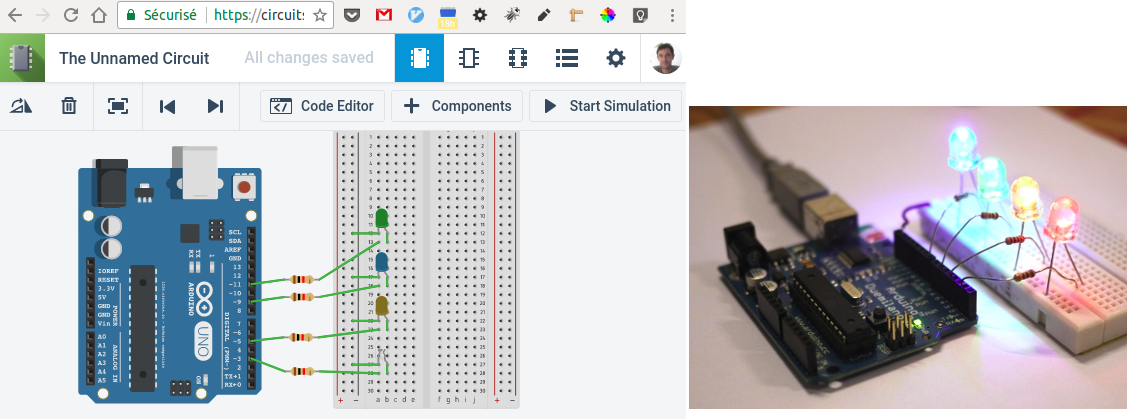 Sécurisé
https://circuits
18h
The Unnamed Circuit
All changes saved
Code Editor
Components
Start Simulation
SCL
SDA
AREF
GND
13
12
~11
~10
~9
8
7
~6
~5
4
~3
2
TX→1
RX←0
DIGITAL (PWM~)
IOREF
RESET
3.3V
5V
GND
GND
Vin
POWER
A0
A1
A2
A3
A4
A5
ANALOG IN
TX
RX
L
ARDUINO
UNO
ON
a b c d e
f g h i j
+ −
+ −
Arduino